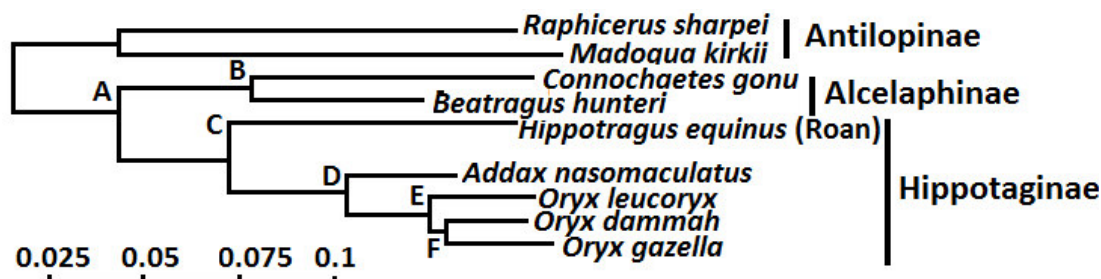 Raphicerus sharpei
Antilopinae
Madoqua kirkii
B
Connochaetes gonu
A
Alcelaphinae
Beatragus hunteri
C
Hippotragus equinus (Roan)
D
Addax nasomaculatus
E
Oryx leucoryx
Hippotaginae
Oryx dammah
F
Oryx gazella
0.025 0.05 0.075 0.1